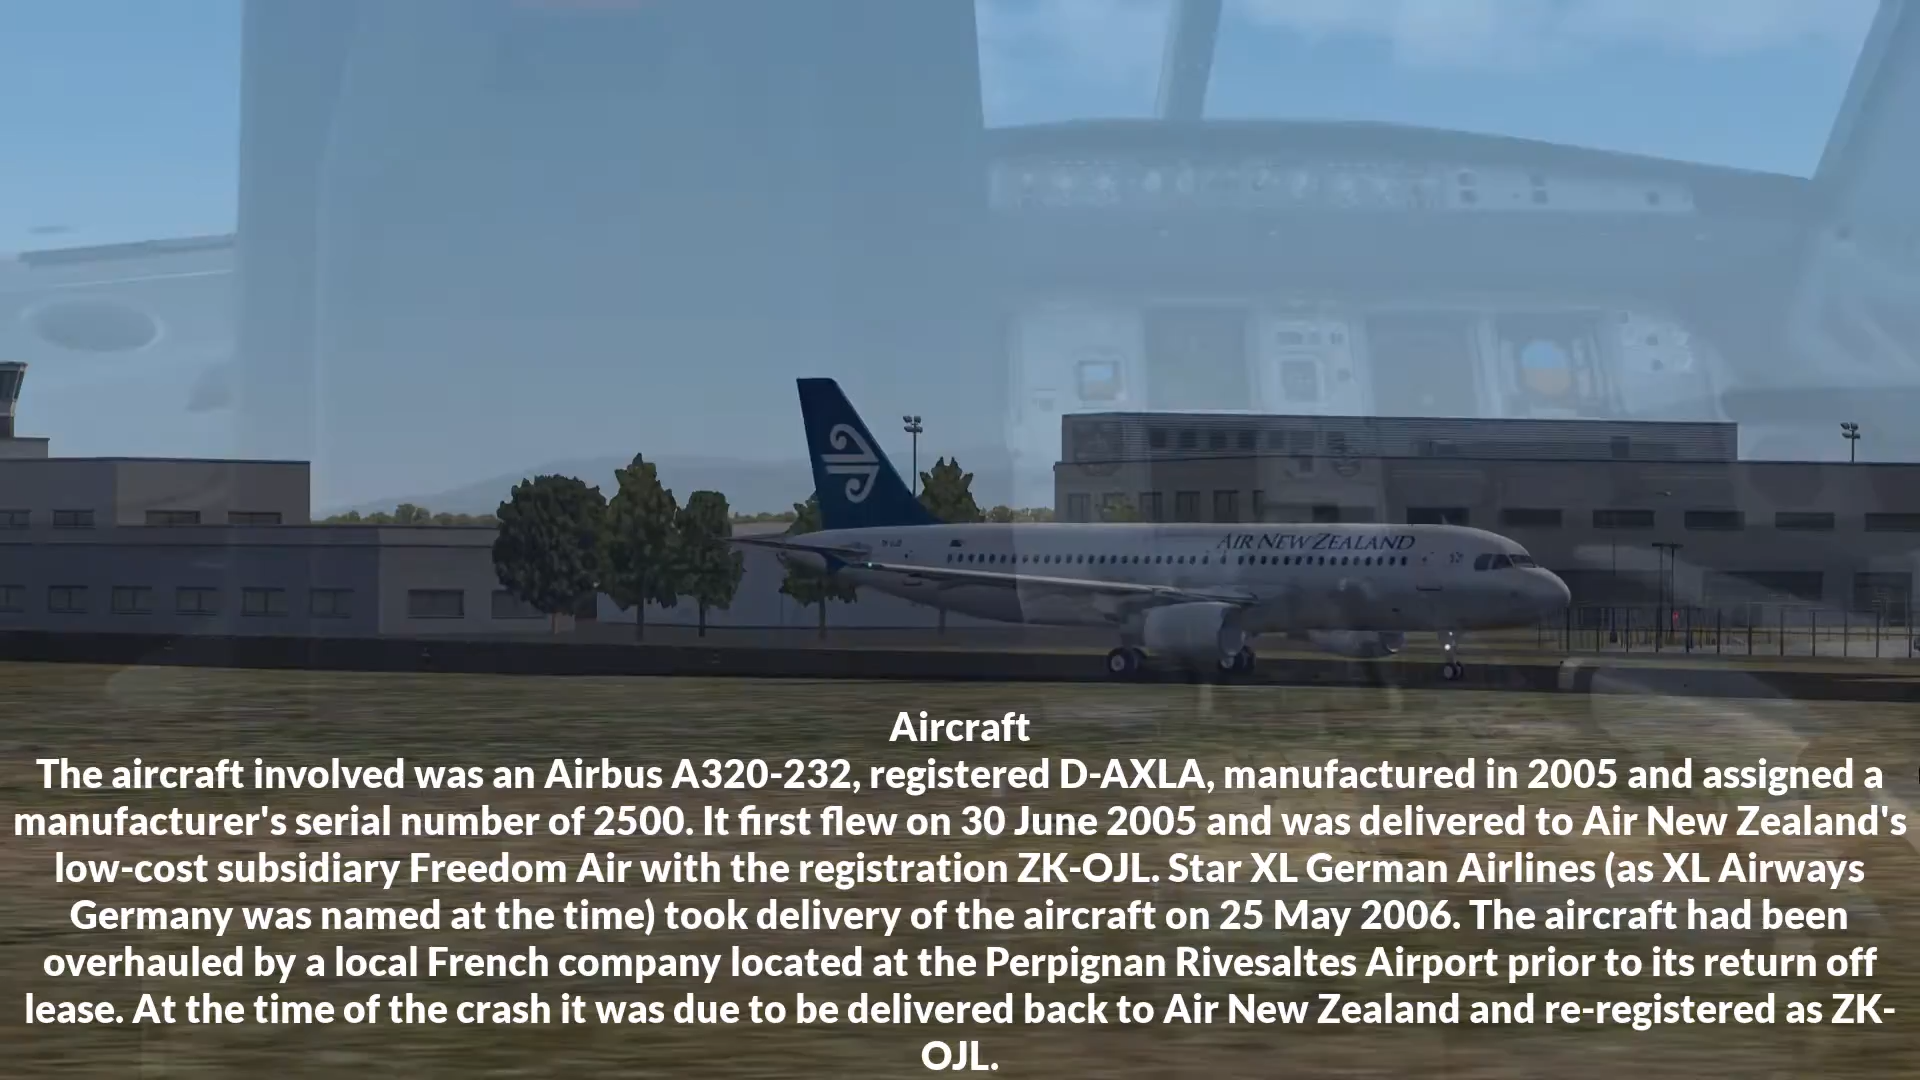 AIR NEW ZEALAND
Aircraft
The aircraft involved was an Airbus A320-232, registered D-AXLA, manufactured in 2005 and assigned a
manufacturer's serial number of 2500. It first flew on 30 June 2005 and was delivered to Air New Zealand's
low-cost subsidiary Freedom Air with the registration ZK-OJL. Star XL German Airlines (as XL Airways
Germany was named at the time) took delivery of the aircraft on 25 May 2006. The aircraft had been
overhauled by a local French company located at the Perpignan Rivesaltes Airport prior to its return off
lease. At the time of the crash it was due to be delivered back to Air New Zealand and re-registered as ZK-
OJL.